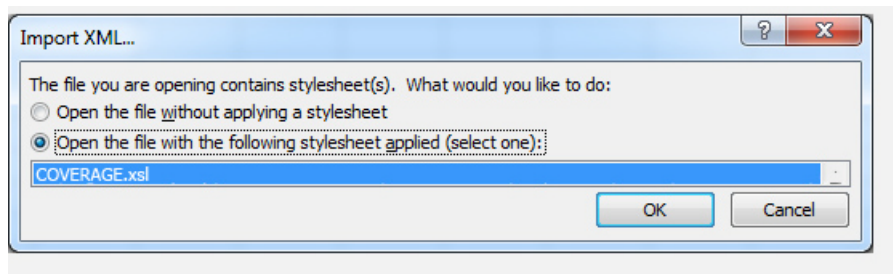 Import XML...
The file you are opening contains stylesheet(s). What would you like to do:
Open the file without applying a stylesheet
Open the file with the following stylesheet applied (select one):
COVERAGE.xsl
OK Cancel